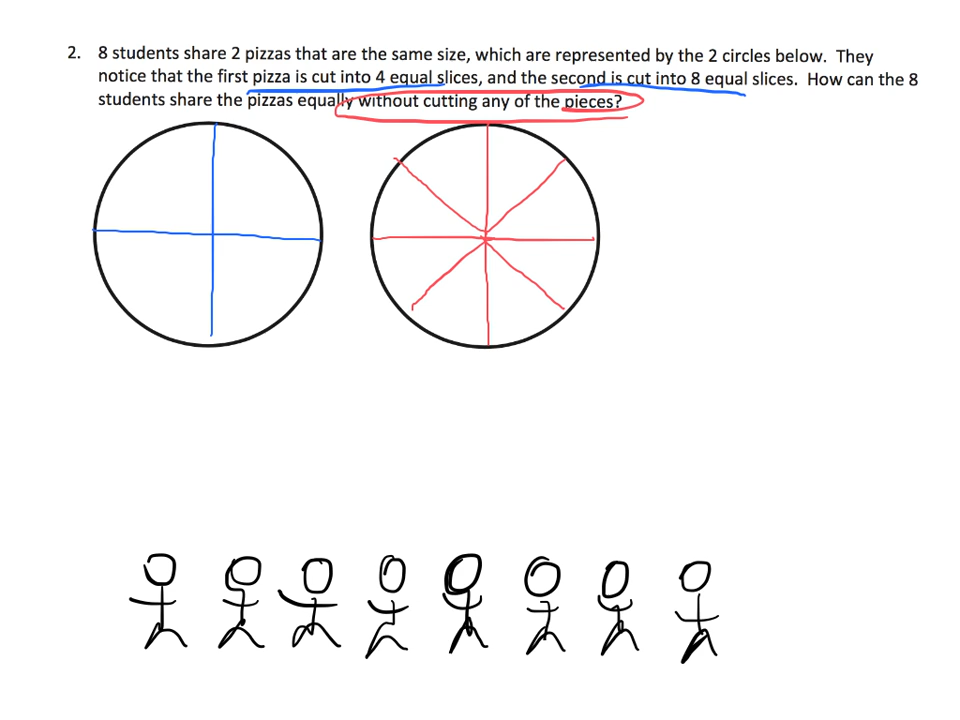 2. 8 students share 2 pizzas that are the same size, which are represented by the 2 circles below. They
notice that the first pizza is cut into 4 equal slices, and the second is cut into 8 equal slices. How can the 8
students share the pizzas equally without cutting any of the pieces?